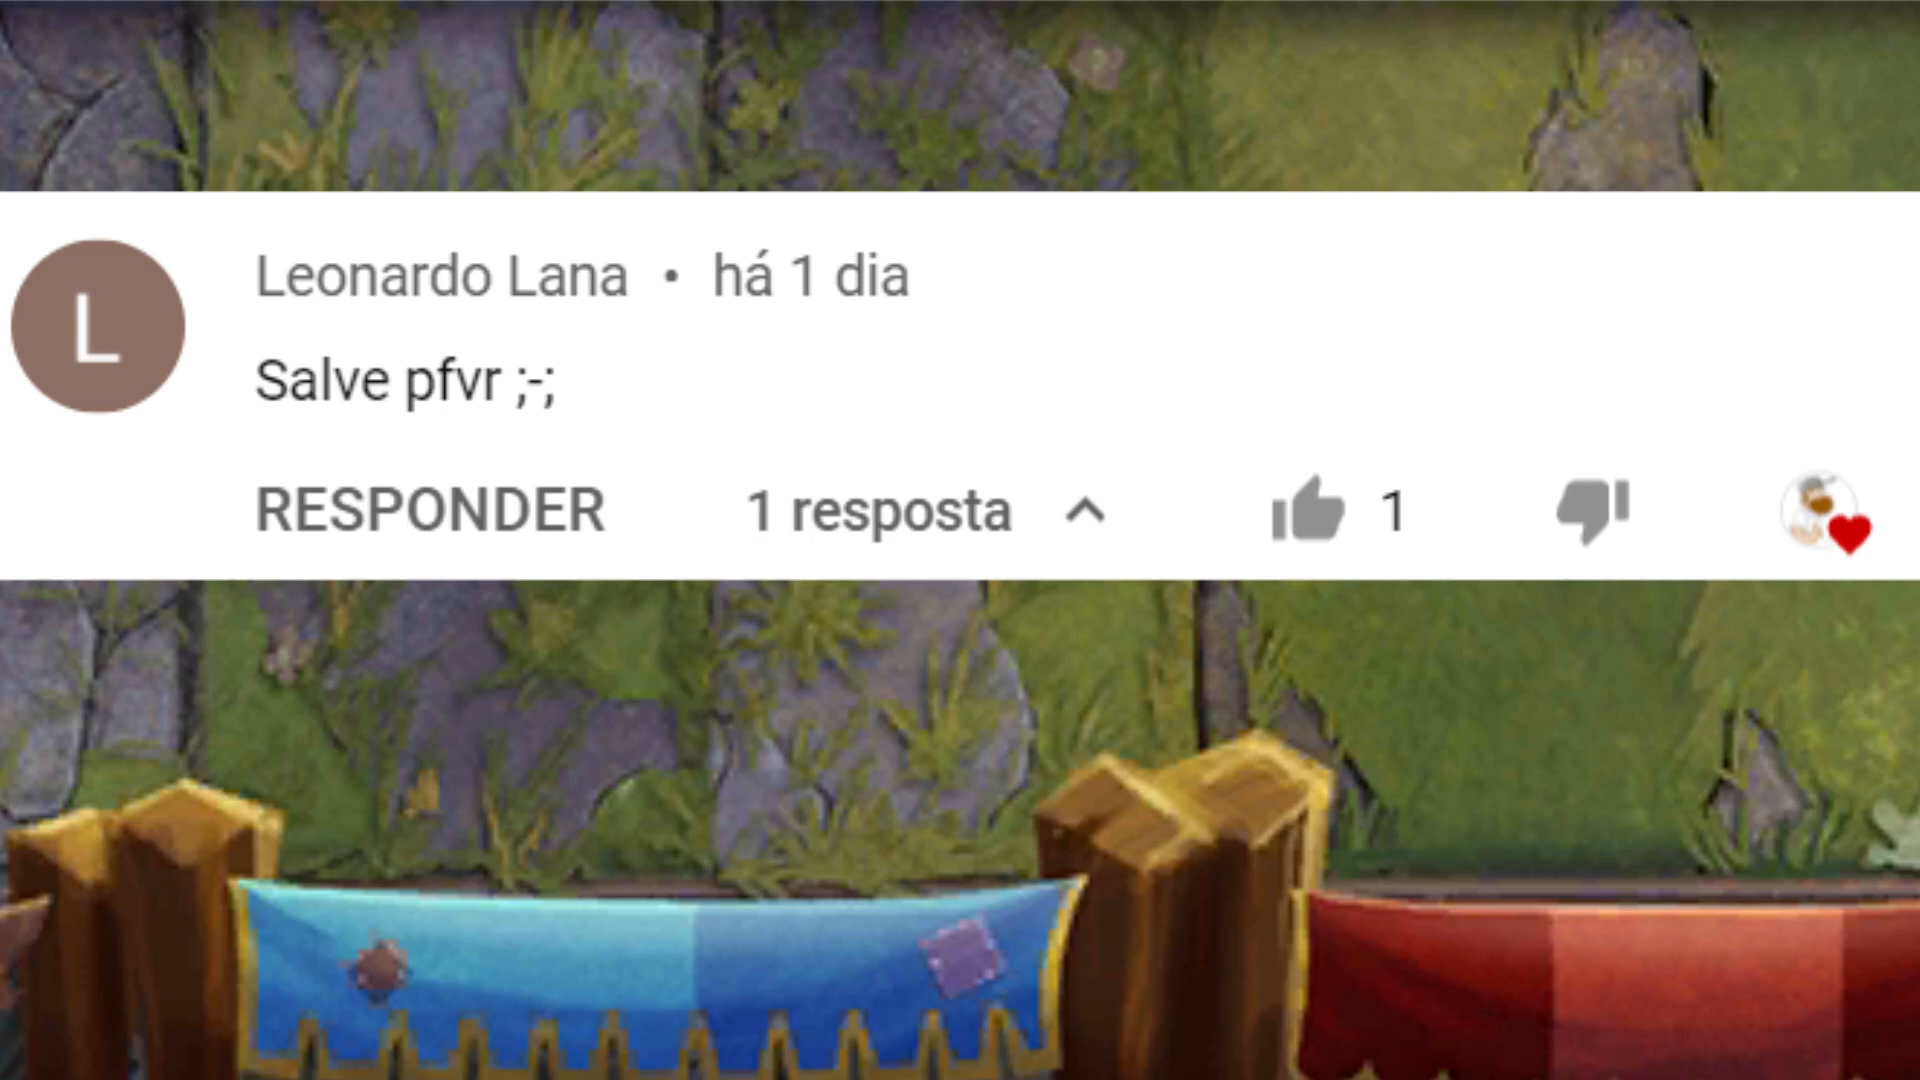 L
Leonardo Lana • há 1 dia
Salve pfvr ;-;
RESPONDER 1 resposta 1